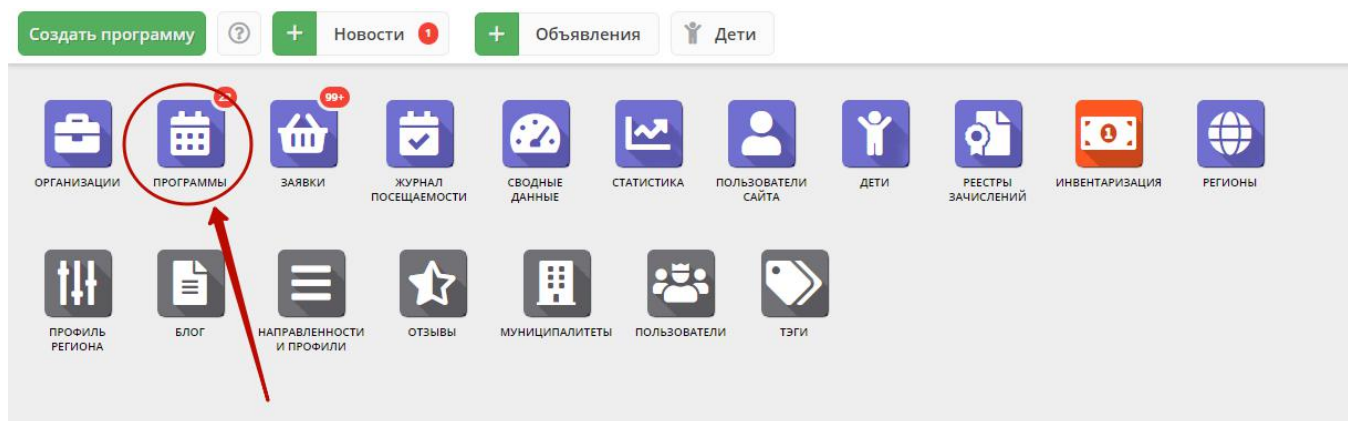 Создать программу ? + Новости 1 + Объявления Дети
99+
1
ОРГАНИЗАЦИИ ПРОГРАММЫ ЗАЯВКИ ЖУРНАЛ ПОСЕЩАЕМОСТИ СВОДНЫЕ ДАННЫЕ СТАТИСТИКА ПОЛЬЗОВАТЕЛИ САЙТА ДЕТИ РЕЕСТРЫ ЗАЧИСЛЕНИЙ ИНВЕНТАРИЗАЦИЯ РЕГИОНЫ
ПРОФИЛЬ РЕГИОНА БЛОГ НАПРАВЛЕННОСТИ И ПРОФИЛИ ОТЗЫВЫ МУНИЦИПАЛИТЕТЫ ПОЛЬЗОВАТЕЛИ ТЭГИ